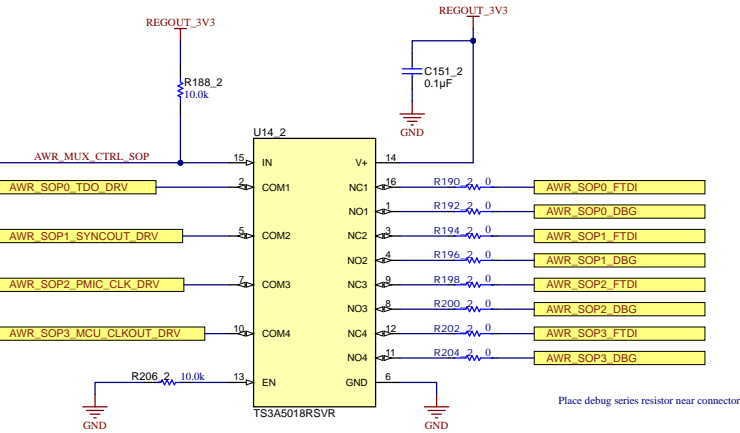 REGOUT_3V3
REGOUT_3V3
C151_2
0.1µF
R188_2
10.0k
GND
U14_2
AWR_MUX_CTRL_SOP
15
IN
V+
14
AWR_SOP0_TDO_DRV
2
COM1
NC1
16
R190_2
0
AWR_SOP0_FTDI
NO1
1
R192_2
0
AWR_SOP0_DBG
AWR_SOP1_SYNCOUT_DRV
5
COM2
NC2
3
R194_2
0
AWR_SOP1_FTDI
NO2
4
R196_2
0
AWR_SOP1_DBG
AWR_SOP2_PMIC_CLK_DRV
7
COM3
NC3
9
R198_2
0
AWR_SOP2_FTDI
NO3
8
R200_2
0
AWR_SOP2_DBG
AWR_SOP3_MCU_CLKOUT_DRV
10
COM4
NC4
12
R202_2
0
AWR_SOP3_FTDI
NO4
11
R204_2
0
AWR_SOP3_DBG
R206_2
10.0k
13
EN
GND
6
GND
TS3A5018RSVR
GND
Place debug series resistor near connector